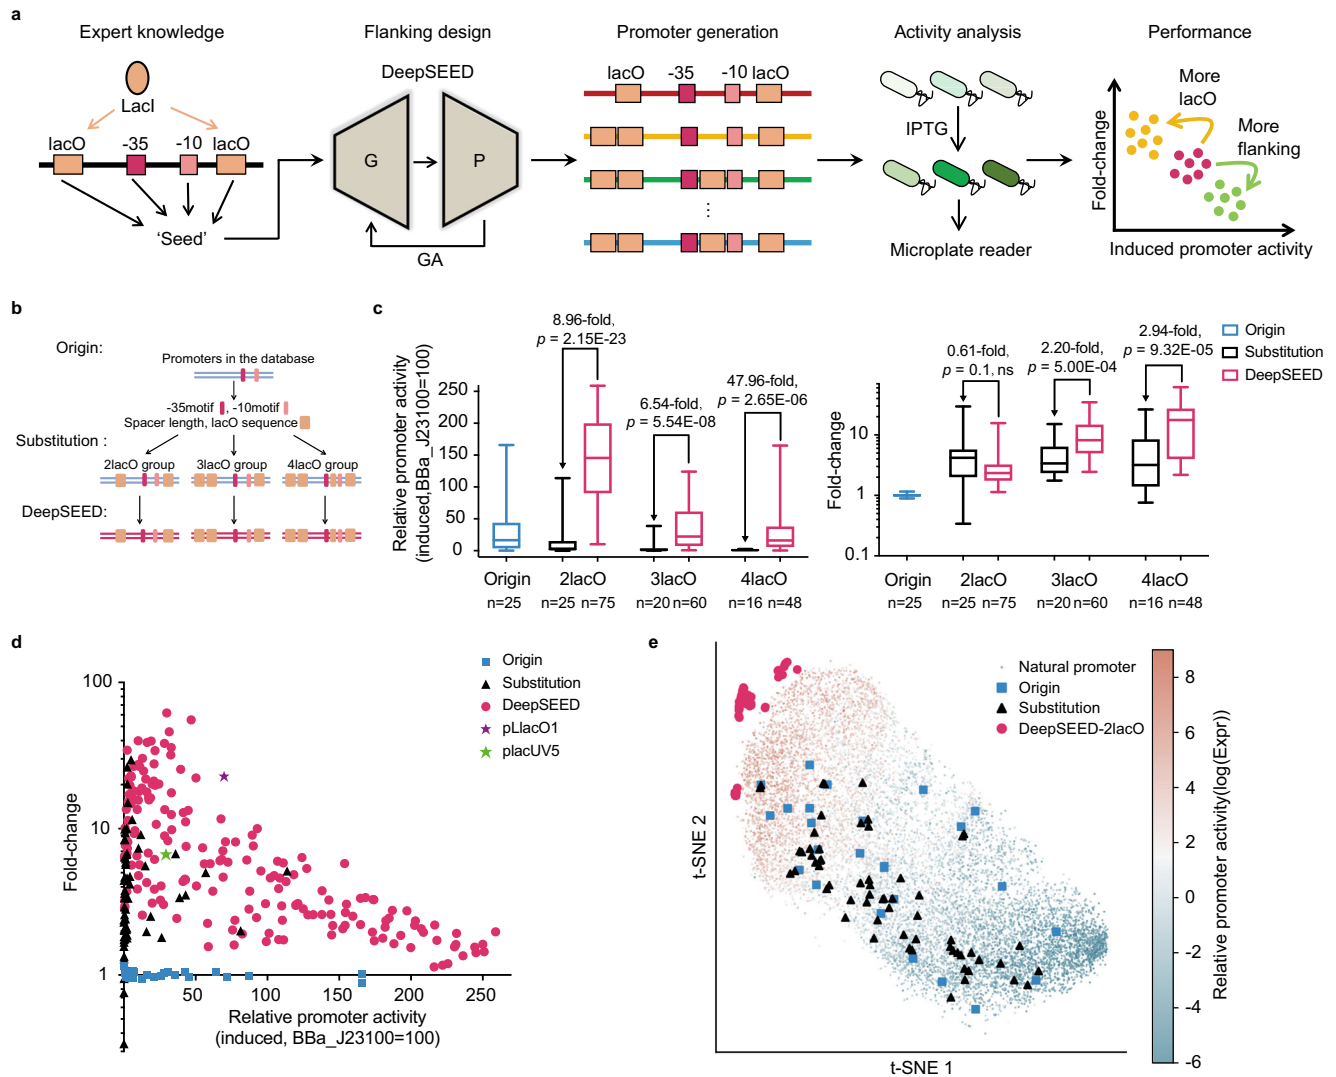 a
Expert knowledge
Flanking design
Promoter generation
Activity analysis
Performance
LacI
lacO
-35
-10
lacO
'Seed'
DeepSEED
G
P
GA
lacO
-35
-10
lacO
⋮
IPTG
Microplate reader
More
lacO
More
flanking
Fold-change
Induced promoter activity
b
Origin:
Promoters in the database
-35motif , -10motif
Spacer length, lacO sequence
Substitution :
2lacO group
3lacO group
4lacO group
DeepSEED:
c
Relative promoter activity
(induced,BBa_J23100=100)
250
200
150
100
50
0
8.96-fold,
p = 2.15E-23
6.54-fold,
p = 5.54E-08
47.96-fold,
p = 2.65E-06
Origin
2lacO
3lacO
4lacO
n=25
n=25 n=75
n=20 n=60
n=16 n=48
Fold-change
10
1
0.1
0.61-fold,
p = 0.1, ns
2.20-fold,
p = 5.00E-04
2.94-fold,
p = 9.32E-05
Origin
Substitution
DeepSEED
Origin
2lacO
3lacO
4lacO
n=25
n=25 n=75
n=20 n=60
n=16 n=48
d
Origin
Substitution
DeepSEED
pLlacO1
placUV5
Fold-change
100
10
1
50
100
150
200
250
Relative promoter activity
(induced, BBa_J23100=100)
e
Natural promoter
Origin
Substitution
DeepSEED-2lacO
t-SNE 2
t-SNE 1
8
6
4
2
0
-2
-4
-6
Relative promoter activity(log(Expr))